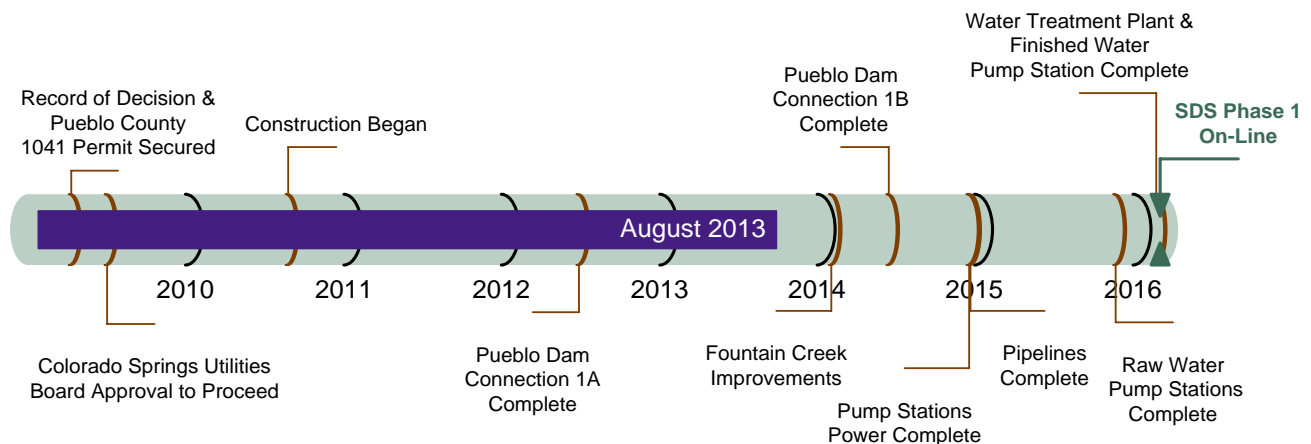 Water Treatment Plant &
Finished Water
Pump Station Complete
Pueblo Dam
Connection 1B
Complete
Record of Decision &
Pueblo County
1041 Permit Secured
Construction Began
SDS Phase 1
On-Line
August 2013
2010
2011
2012
2013
2014
2015
2016
Colorado Springs Utilities
Board Approval to Proceed
Pueblo Dam
Connection 1A
Complete
Fountain Creek
Improvements
Pump Stations
Power Complete
Pipelines
Complete
Raw Water
Pump Stations
Complete